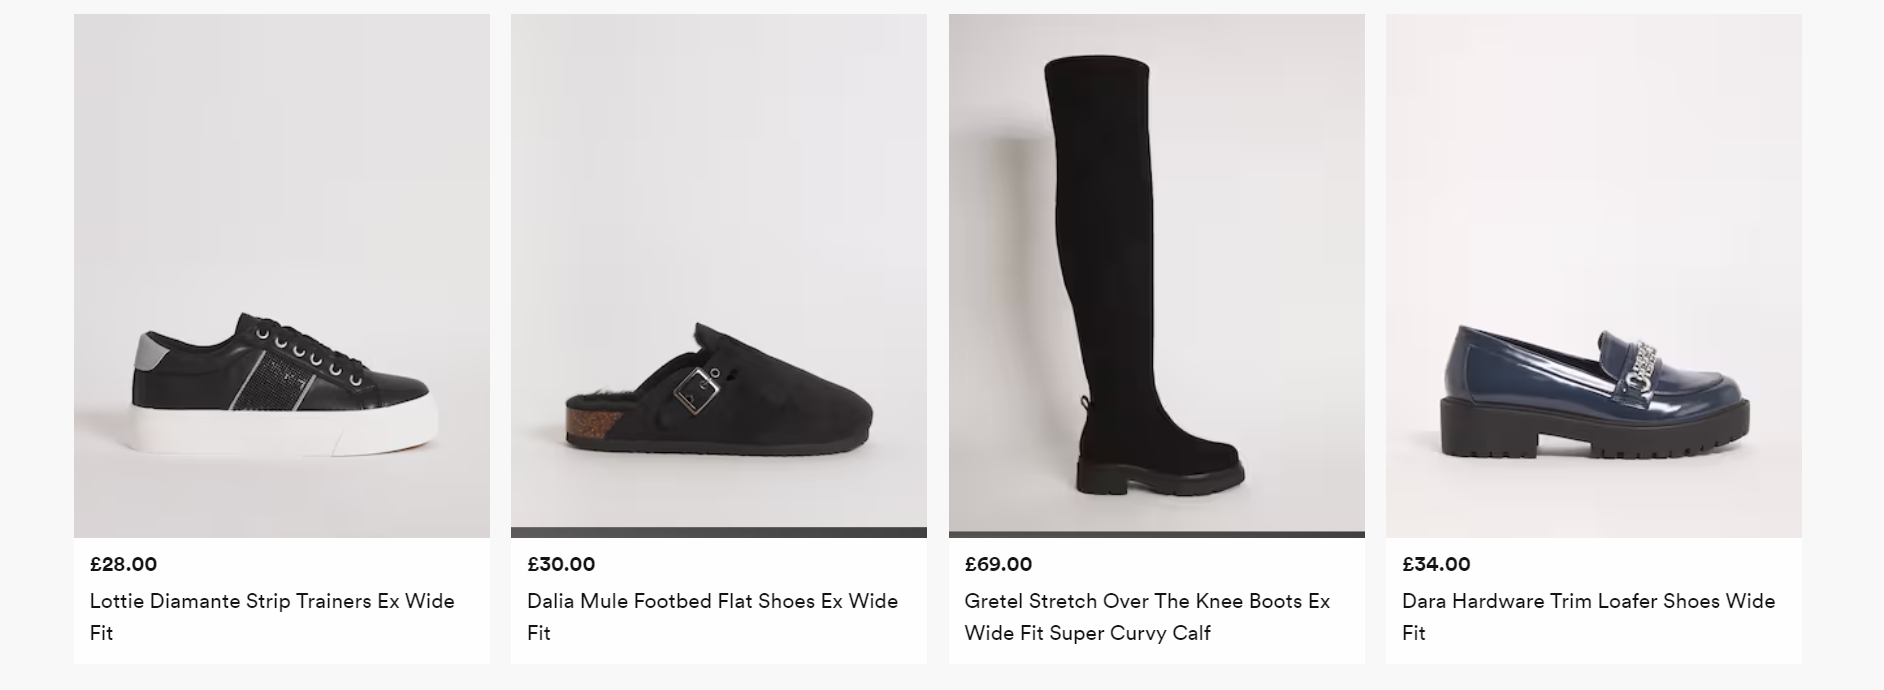 £28.00
Lottie Diamante Strip Trainers Ex Wide
Fit
£30.00
Dalia Mule Footbed Flat Shoes Ex Wide
Fit
£69.00
Gretel Stretch Over The Knee Boots Ex
Wide Fit Super Curvy Calf
£34.00
Dara Hardware Trim Loafer Shoes Wide
Fit